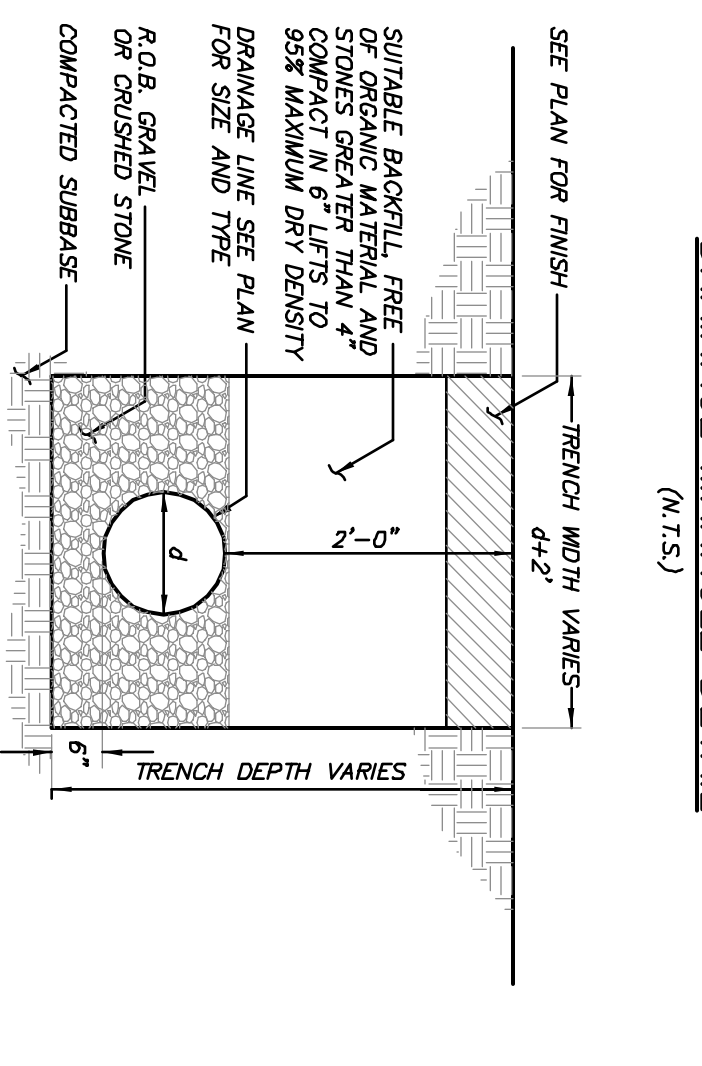 (N.T.S.)
SEE PLAN FOR FINISH
TRENCH WIDTH VARIES
d+2'
SUITABLE BACKFILL, FREE
OF ORGANIC MATERIAL AND
STONES GREATER THAN 4"
COMPACT IN 6" LIFTS TO
95% MAXIMUM DRY DENSITY
2'-0"
DRAINAGE LINE SEE PLAN
FOR SIZE AND TYPE
d
R.O.B. GRAVEL
OR CRUSHED STONE
COMPACTED SUBBASE
6"
TRENCH DEPTH VARIES